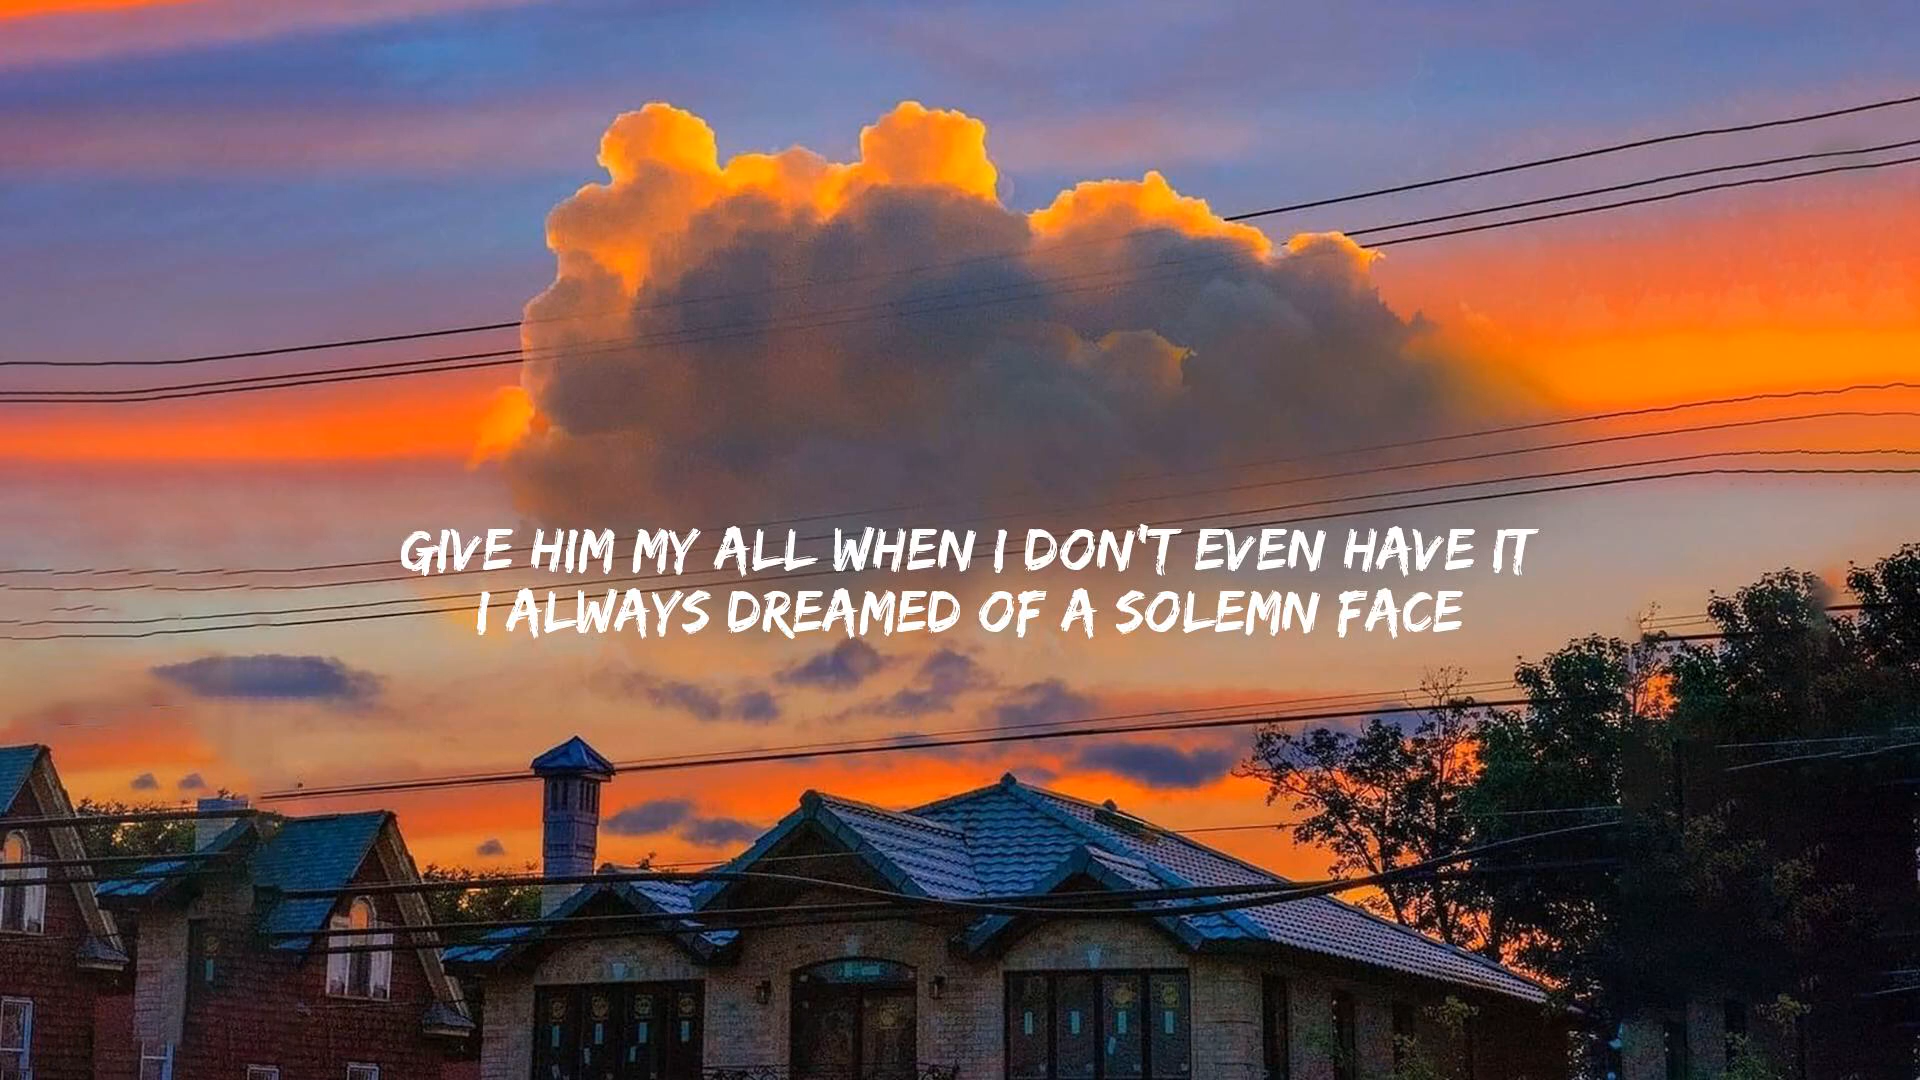 GIVE HIM MY ALL WHEN I DON'T EVEN HAVE IT
I ALWAYS DREAMED OF A SOLEMN FACE